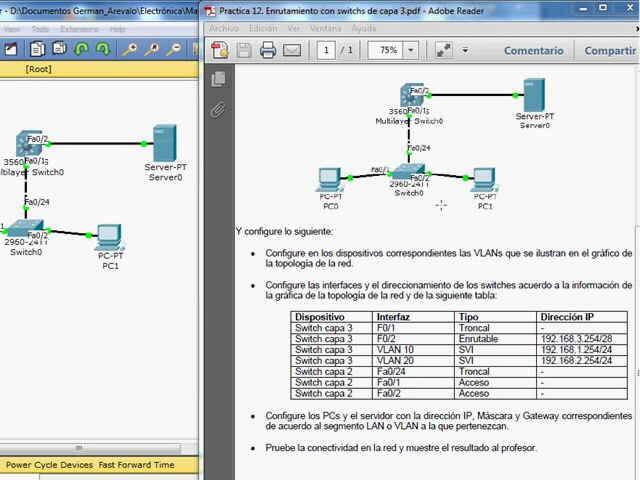 r - D:\Documentos German_Arevalo\Electrónica\Ma
View Tools Extensions Help
[Root]
Fa0/2
3560
Fa0/1s
Multilayer Switch0
Server-PT
Server0
Fa0/24
Fa0/2
2960-24TT
Switch0
PC-PT
PC1
Power Cycle Devices Fast Forward Time
Practica 12. Enrutamiento con switchs de capa 3.pdf - Adobe Reader
Archivo Edición Ver Ventana Ayuda
1 / 1 75% Comentario Compartir
Fa0/2
3560
Fa0/1s
Multilayer Switch0
Server-PT
Server0
Fa0/24
Fa0/1
Fa0/2
2960-24TT
Switch0
PC-PT
PC0
PC-PT
PC1
Y configure lo siguiente:
• Configure en los dispositivos correspondientes las VLANs que se ilustran en el gráfico de
la topología de la red.
• Configure las interfaces y el direccionamiento de los switches acuerdo a la información de
la gráfica de la topología de la red y de la siguiente tabla:
Dispositivo Interfaz Tipo Dirección IP
Switch capa 3 F0/1 Troncal -
Switch capa 3 F0/2 Enrutable 192.168.3.254/28
Switch capa 3 VLAN 10 SVI 192.168.1.254/24
Switch capa 3 VLAN 20 SVI 192.168.2.254/24
Switch capa 2 Fa0/24 Troncal -
Switch capa 2 Fa0/1 Acceso -
Switch capa 2 Fa0/2 Acceso -
• Configure los PCs y el servidor con la dirección IP, Máscara y Gateway correspondientes
de acuerdo al segmento LAN o VLAN a la que pertenezcan.
• Pruebe la conectividad en la red y muestre el resultado al profesor.